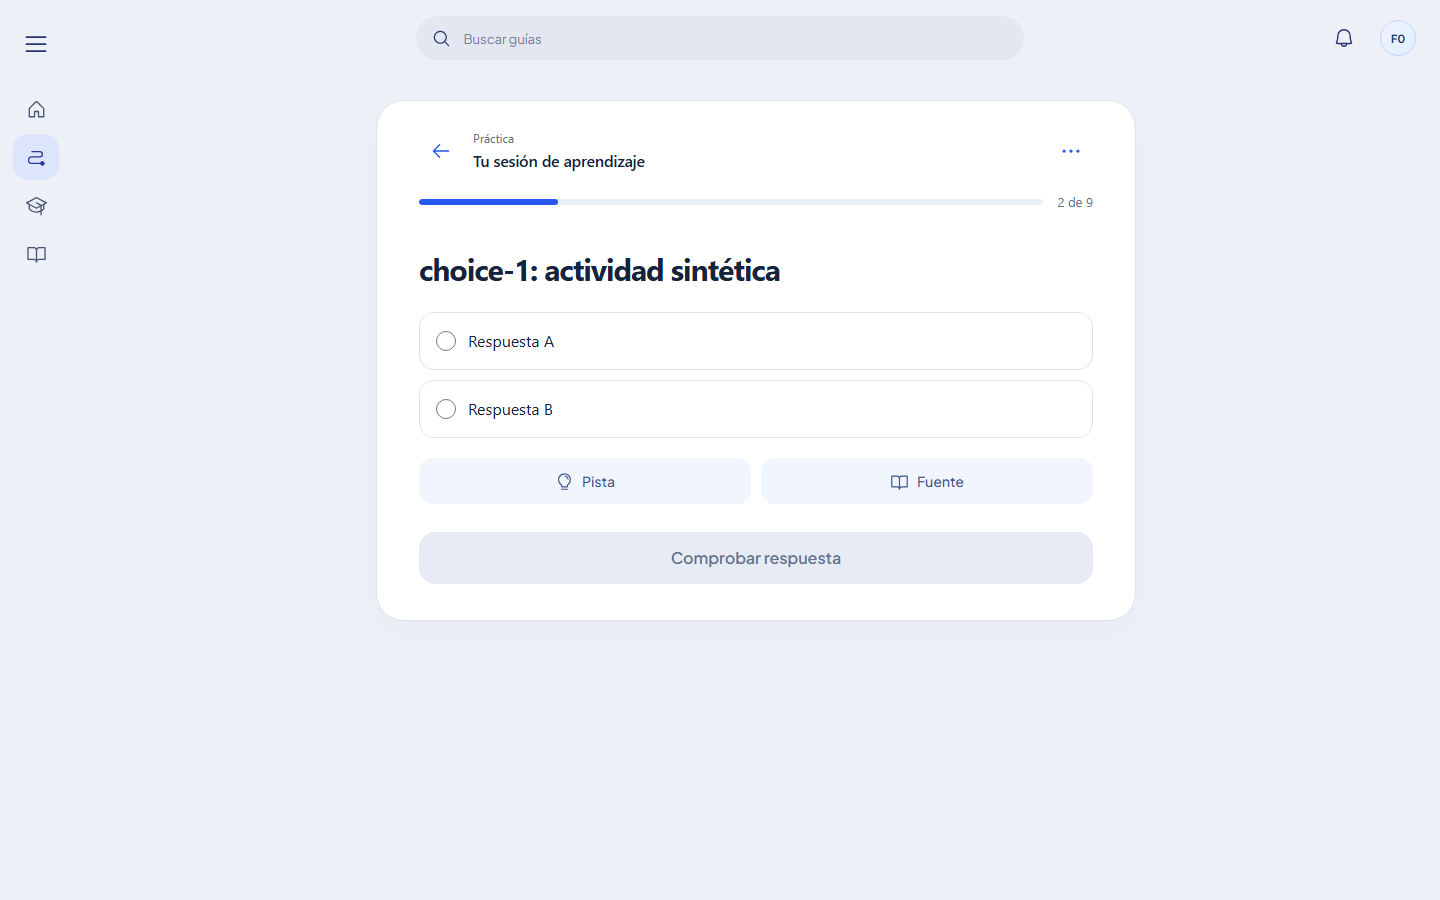 Buscar guías
F0
Práctica
Tu sesión de aprendizaje
2 de 9
choice-1: actividad sintética
Respuesta A
Respuesta B
Pista
Fuente
Comprobar respuesta